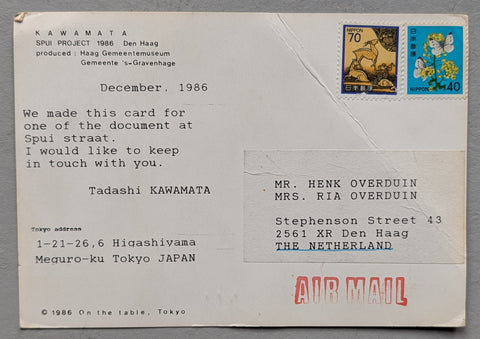 KAWAMATA
SPUI PROJECT 1986 Den Haag
produced : Haag Gemeentemuseum
Gemeente 's=Gravenhage
December, 1986
We made this card for
one of the document at
Spui straat.
I would like to keep
in touch with you.
Tadashi KAWAMATA
Tokyo address
1-21-26,6 Higashiyama
Meguro-ku Tokyo JAPAN
© 1986 On the table, Tokyo
NIPPON
70
日本郵便
日本郵便
NIPPON 40
MR. HENK OVERDUIN
MRS. RIA OVERDUIN
Stephenson Street 43
2561 XR Den Haag
THE NETHERLAND
AIR MAIL